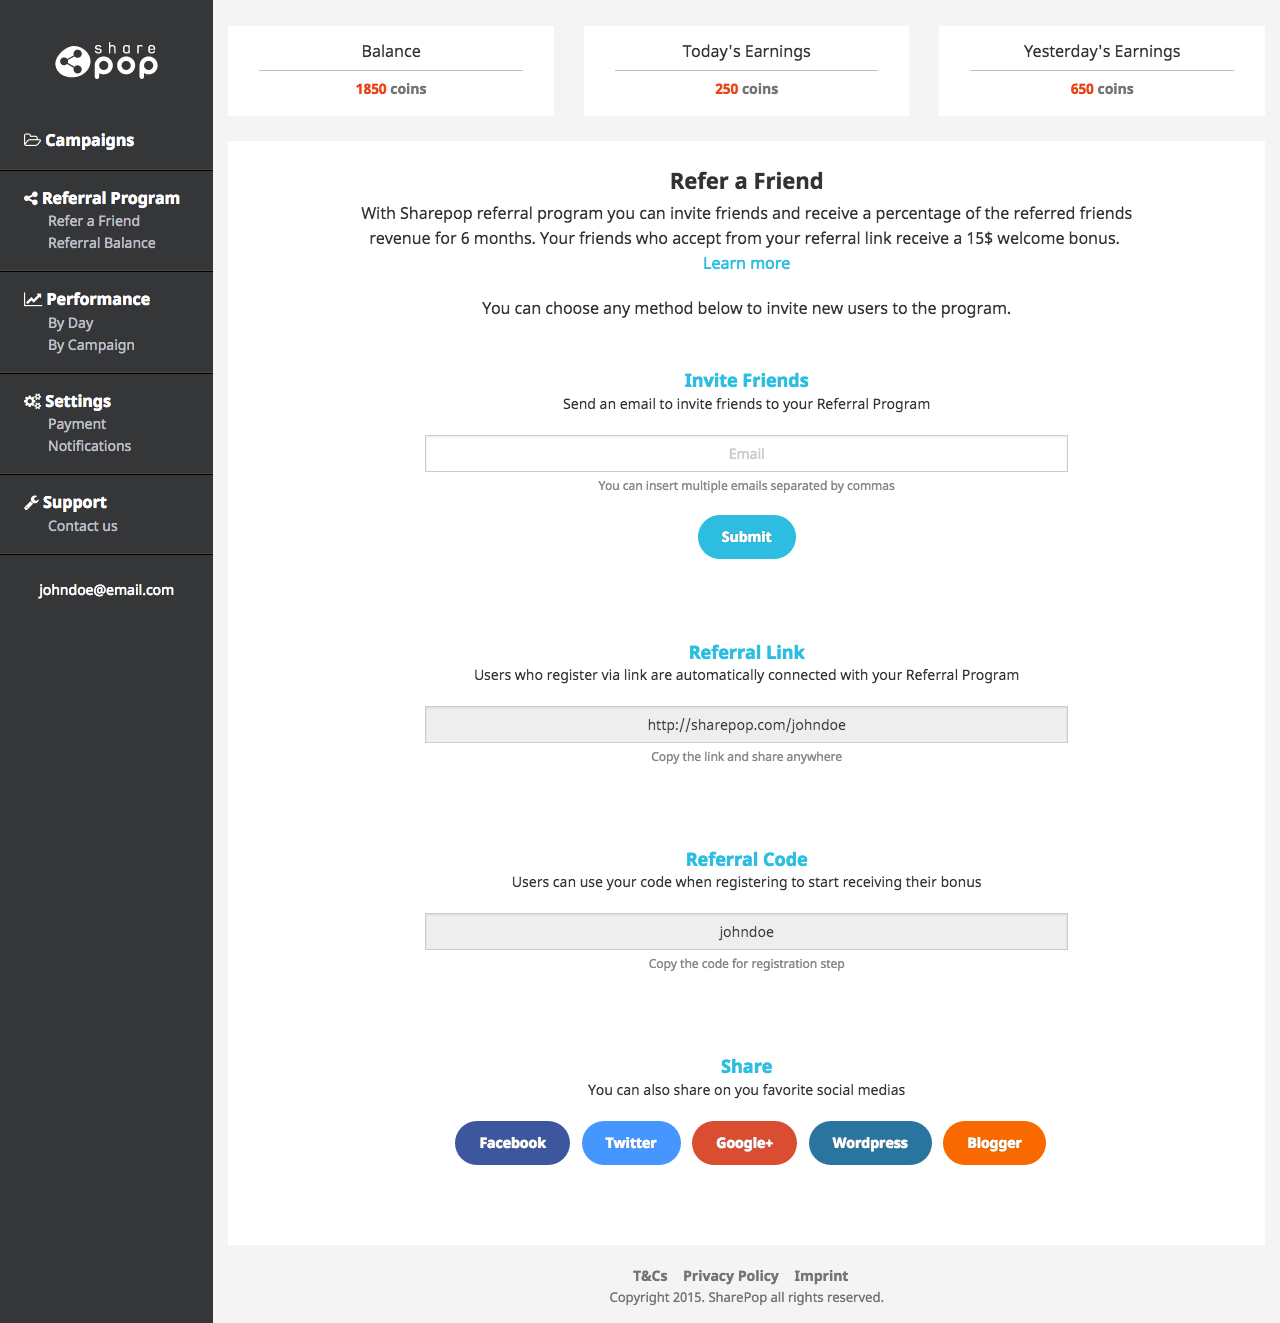 share
pop
Campaigns
Referral Program
Refer a Friend
Referral Balance
Performance
By Day
By Campaign
Settings
Payment
Notifications
Support
Contact us
johndoe@email.com
Balance
1850 coins
Today's Earnings
250 coins
Yesterday's Earnings
650 coins
Refer a Friend
With Sharepop referral program you can invite friends and receive a percentage of the referred friends
revenue for 6 months. Your friends who accept from your referral link receive a 15$ welcome bonus.
Learn more
You can choose any method below to invite new users to the program.
Invite Friends
Send an email to invite friends to your Referral Program
Email
You can insert multiple emails separated by commas
Submit
Referral Link
Users who register via link are automatically connected with your Referral Program
http://sharepop.com/johndoe
Copy the link and share anywhere
Referral Code
Users can use your code when registering to start receiving their bonus
johndoe
Copy the code for registration step
Share
You can also share on you favorite social medias
Facebook Twitter Google+ Wordpress Blogger
T&Cs Privacy Policy Imprint
Copyright 2015. SharePop all rights reserved.